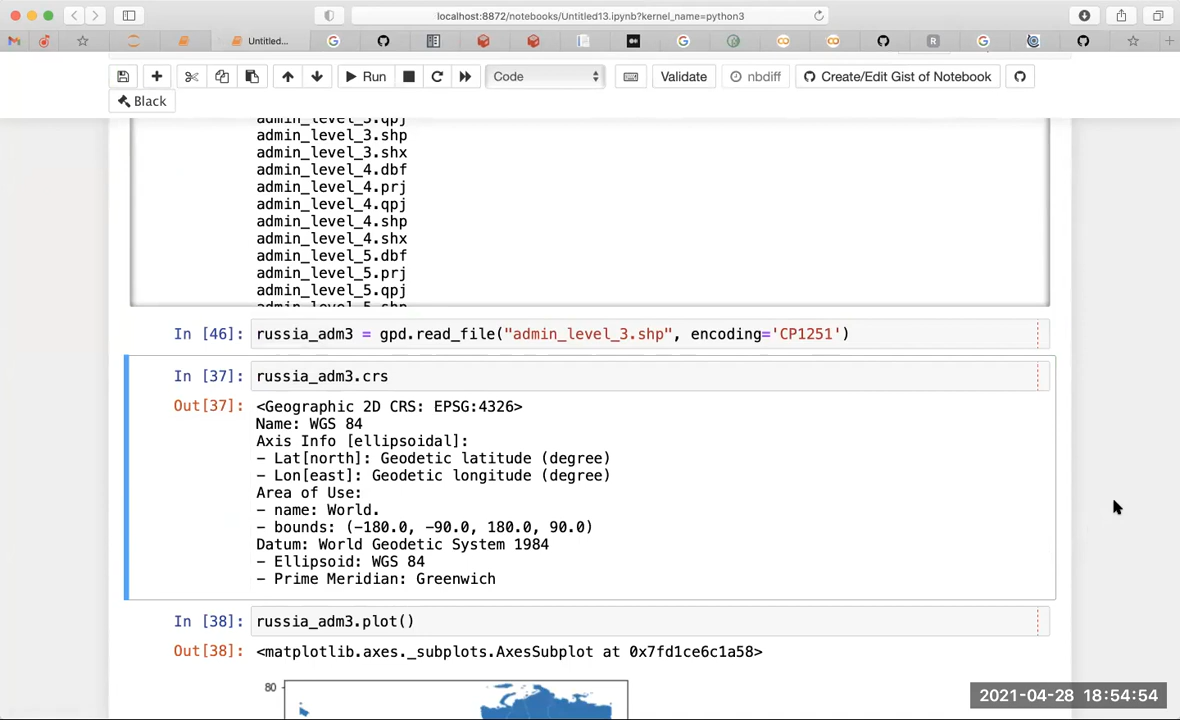 localhost:8872/notebooks/Untitled13.ipynb?kernel_name=python3
Untitled...
Run
Code
Validate
nbdiff
Create/Edit Gist of Notebook
Black
admin_level_3.qpj
admin_level_3.shp
admin_level_3.shx
admin_level_4.dbf
admin_level_4.prj
admin_level_4.qpj
admin_level_4.shp
admin_level_4.shx
admin_level_5.dbf
admin_level_5.prj
admin_level_5.qpj
admin_level_5.shp
In [46]: russia_adm3 = gpd.read_file("admin_level_3.shp", encoding='CP1251')
In [37]: russia_adm3.crs
Out[37]: <Geographic 2D CRS: EPSG:4326>
Name: WGS 84
Axis Info [ellipsoidal]:
- Lat[north]: Geodetic latitude (degree)
- Lon[east]: Geodetic longitude (degree)
Area of Use:
- name: World.
- bounds: (-180.0, -90.0, 180.0, 90.0)
Datum: World Geodetic System 1984
- Ellipsoid: WGS 84
- Prime Meridian: Greenwich
In [38]: russia_adm3.plot()
Out[38]: <matplotlib.axes._subplots.AxesSubplot at 0x7fd1ce6c1a58>
80
2021-04-28 18:54:54